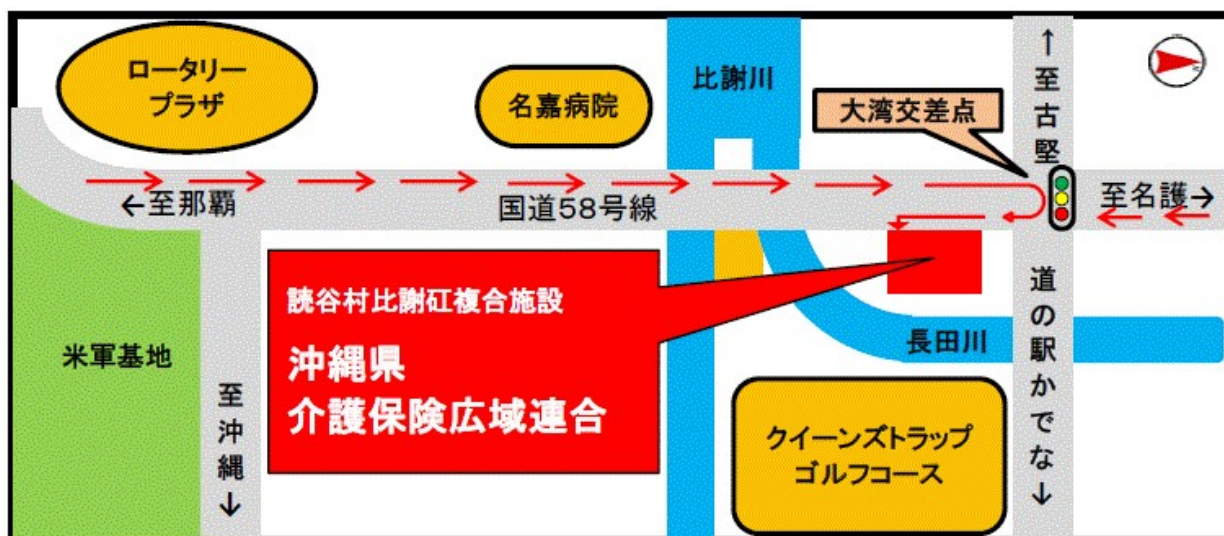 ロータリー
プラザ
名嘉病院
比謝川
大湾交差点
↑至古堅
←至那覇
国道58号線
至名護→
読谷村比謝矼複合施設
沖縄県
介護保険広域連合
米軍基地
至沖縄↓
長田川
道の駅かでな↓
クイーンズトラップ
ゴルフコース